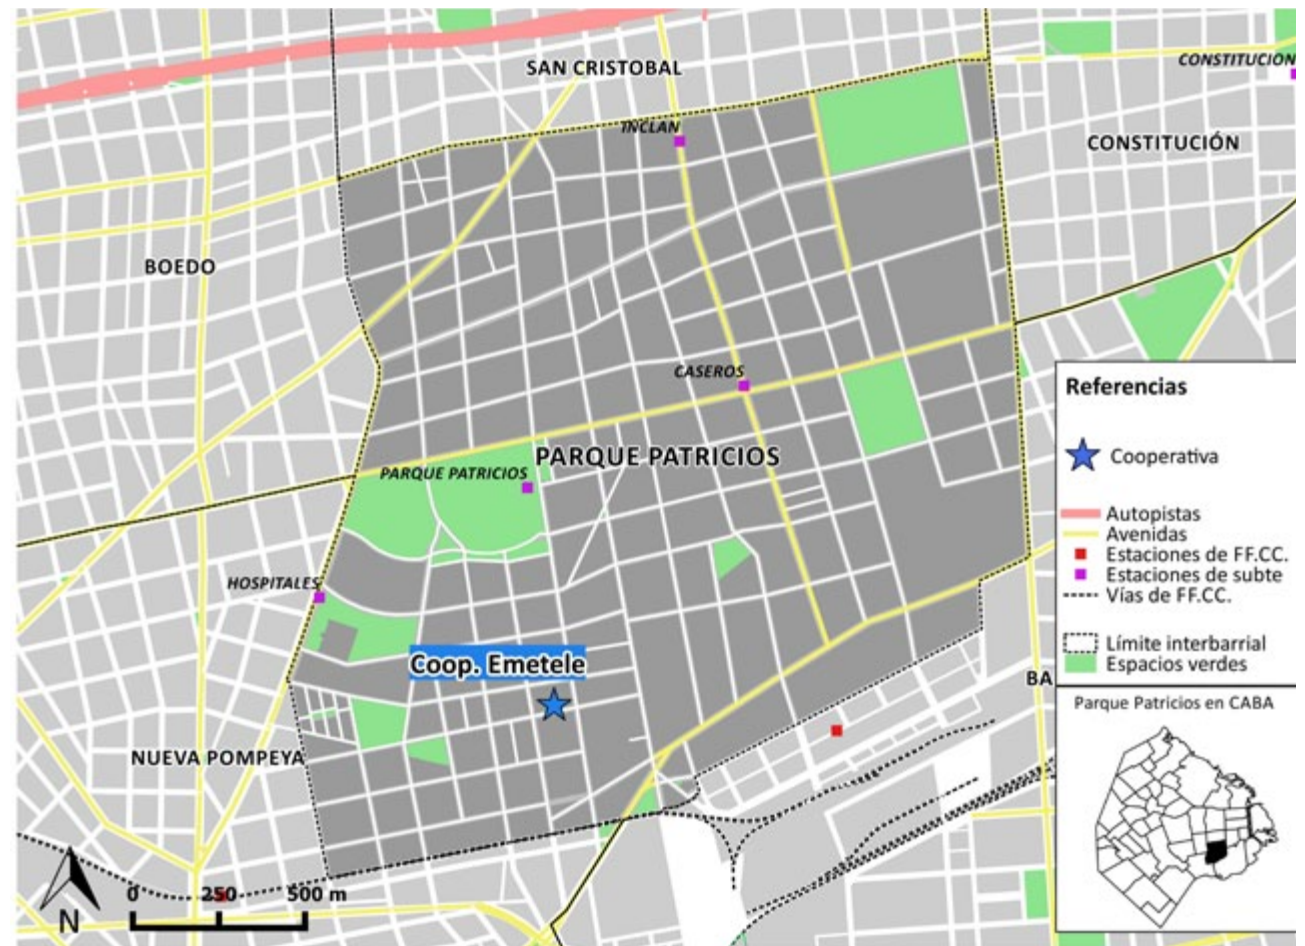 SAN CRISTOBAL
CONSTITUCION
INCLAN
CONSTITUCIÓN
BOEDO
CASEROS
PARQUE PATRICIOS
PARQUE PATRICIOS
HOSPITALES
Coop. Emetele
NUEVA POMPEYA
BA
0 250 500 m
N
Referencias
Cooperativa
Autopistas
Avenidas
Estaciones de FF.CC.
Estaciones de subte
Vías de FF.CC.
Límite interbarrial
Espacios verdes
Parque Patricios en CABA